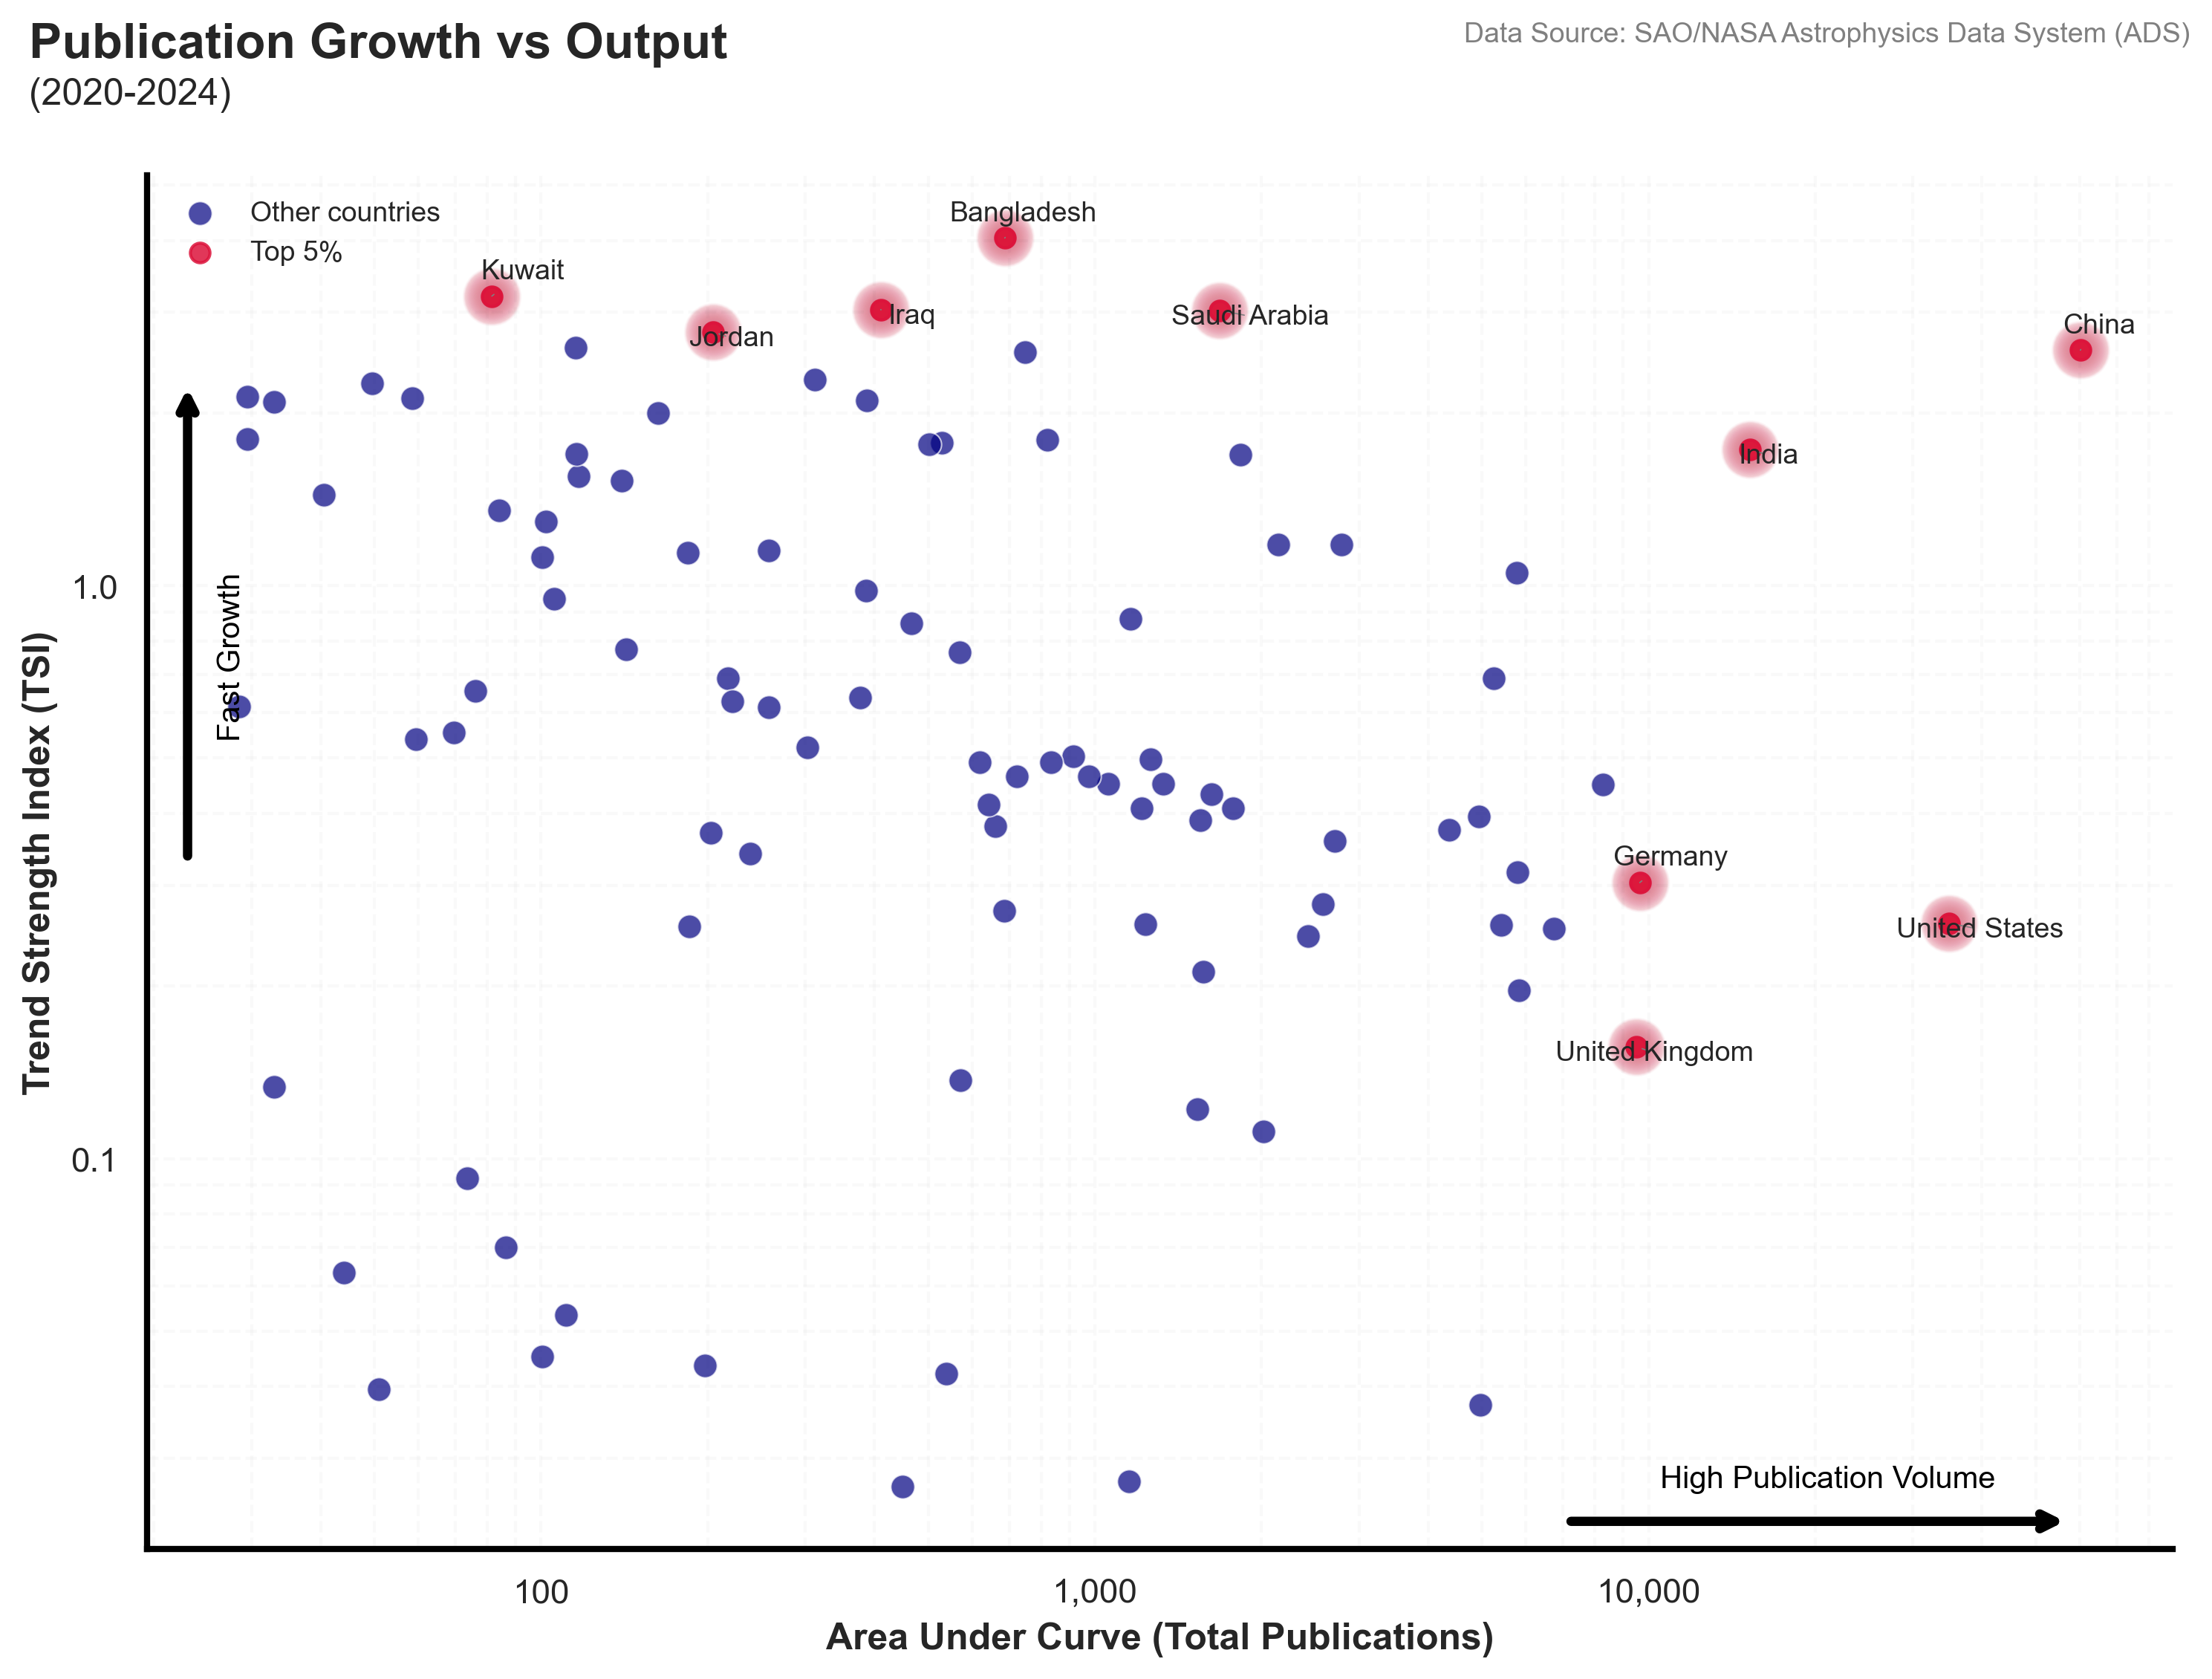 Publication Growth vs Output
(2020-2024)
Data Source: SAO/NASA Astrophysics Data System (ADS)
Other countries
Top 5%
Bangladesh
Kuwait
Jordan
Iraq
Saudi Arabia
China
India
Germany
United States
United Kingdom
Fast Growth
High Publication Volume
1.0
0.1
Trend Strength Index (TSI)
100
1,000
10,000
Area Under Curve (Total Publications)